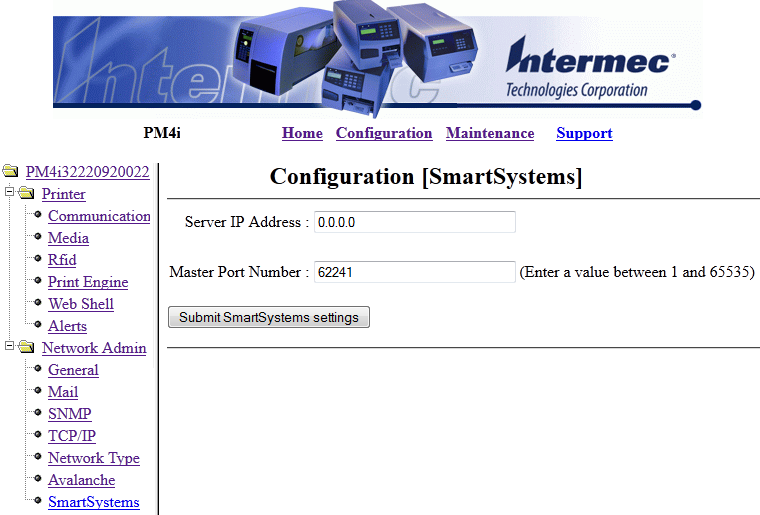 Intermec
Intermec®
Technologies Corporation
PM4i Home Configuration Maintenance Support
PM4i32220920022
Printer
Communication
Media
Rfid
Print Engine
Web Shell
Alerts
Network Admin
General
Mail
SNMP
TCP/IP
Network Type
Avalanche
SmartSystems
Configuration [SmartSystems]
Server IP Address : 0.0.0.0
Master Port Number : 62241 (Enter a value between 1 and 65535)
Submit SmartSystems settings